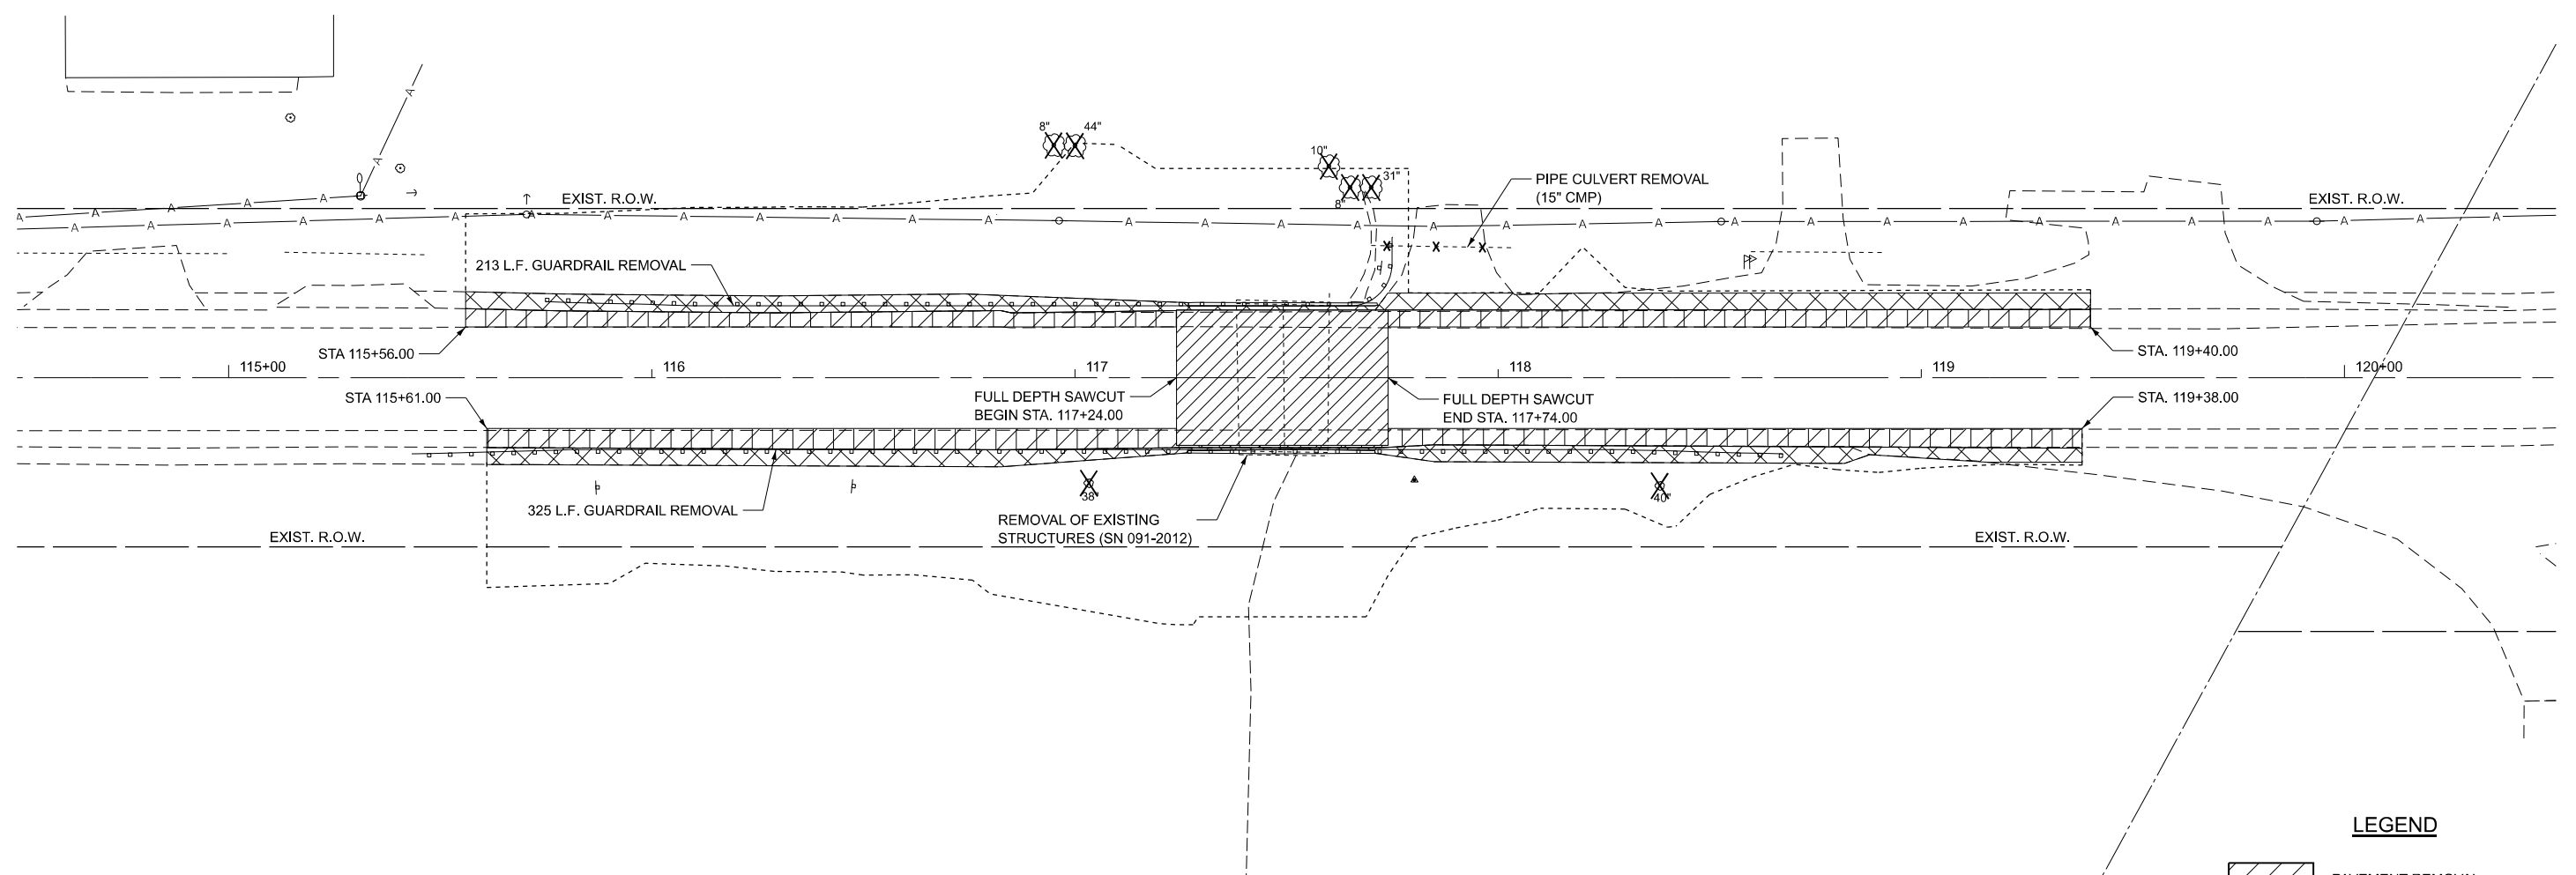 8" 44"
10"
31"
8"
PIPE CULVERT REMOVAL
(15" CMP)
EXIST. R.O.W.
EXIST. R.O.W.
A A A A A A A
A A A A A A A A A A A A A A A A A A A A A A A A A A A A A A A A A
213 L.F. GUARDRAIL REMOVAL
STA 115+56.00
STA. 119+40.00
115+00 116 117 118 119 120+00
STA 115+61.00
FULL DEPTH SAWCUT
BEGIN STA. 117+24.00
FULL DEPTH SAWCUT
END STA. 117+74.00
STA. 119+38.00
38"
40"
325 L.F. GUARDRAIL REMOVAL
REMOVAL OF EXISTING
STRUCTURES (SN 091-2012)
EXIST. R.O.W.
EXIST. R.O.W.
LEGEND